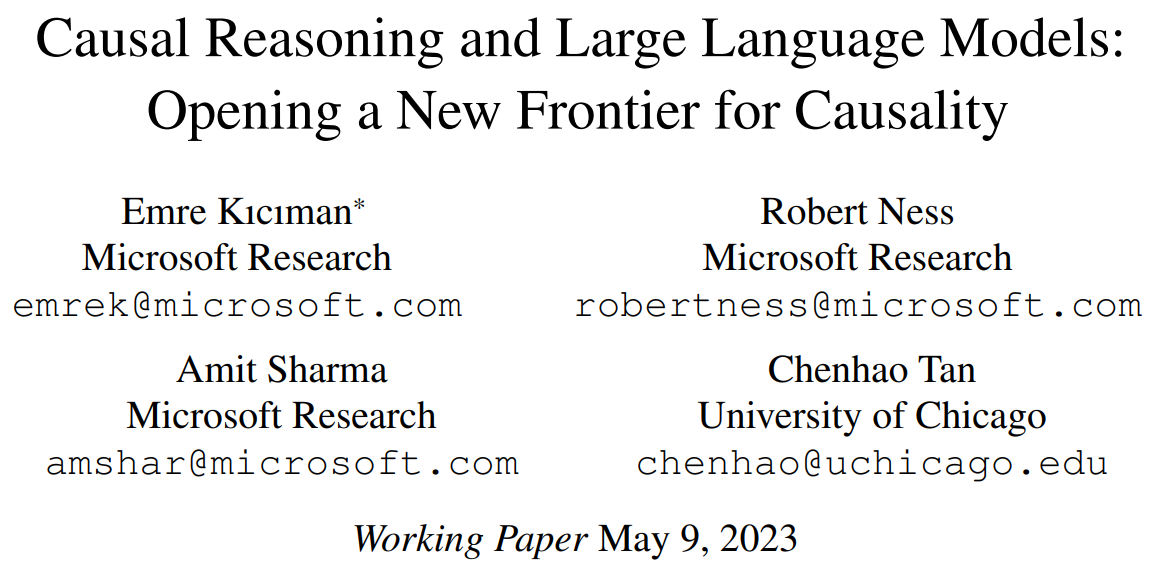 Causal Reasoning and Large Language Models:
Opening a New Frontier for Causality
Emre Kıcıman*
Microsoft Research
emrek@microsoft.com
Robert Ness
Microsoft Research
robertness@microsoft.com
Amit Sharma
Microsoft Research
amshar@microsoft.com
Chenhao Tan
University of Chicago
chenhao@uchicago.edu
Working Paper May 9, 2023